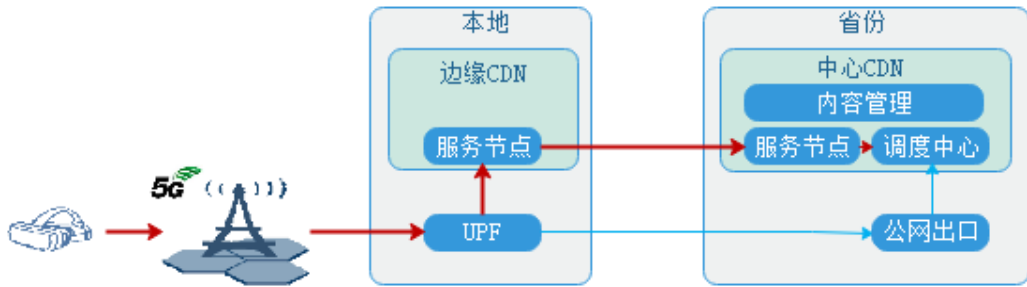 本地
省份
边缘CDN
中心CDN
内容管理
服务节点
服务节点
调度中心
5G
UPF
公网出口